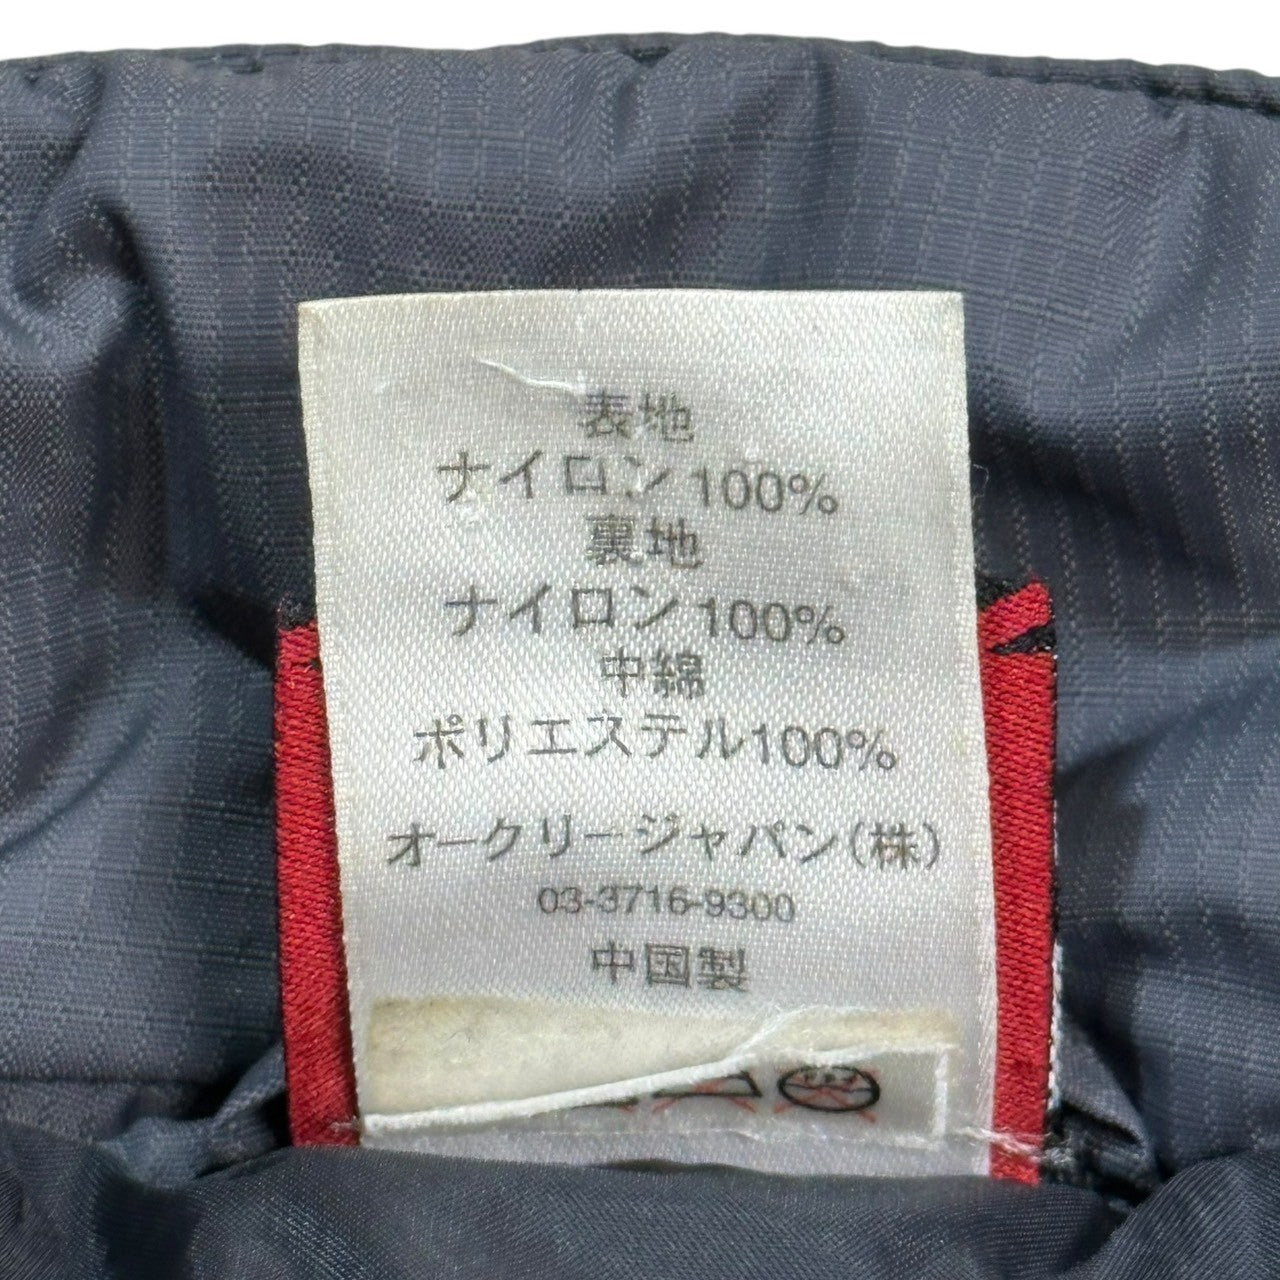 表地
ナイロン100%
裏地
ナイロン100%
中綿
ポリエステル100%
オークリージャパン(株)
03-3716-9300
中国製